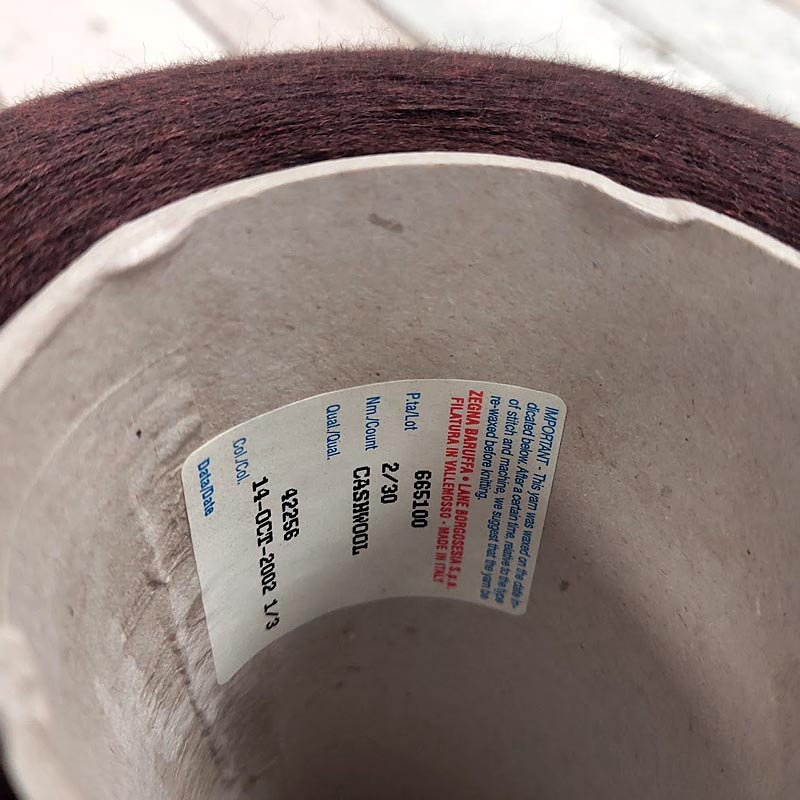 IMPORTANT - This yarn was waxed on the date in-
dicated below. After a certain time, relative to the type
of stitch and machine, we suggest that the yarn be
re-waxed before knitting.
ZEGNA BARUFFA • LANE BORGOSESIA S.p.a.
FILATURA IN VALLEMOSSO - MADE IN ITALY
P.ta/Lot 665100
Nm./Count 2/30
Qual./Qual. CASHWOOL
Col/Col. 42256
Data/Date 14-OCT-2002 1/3